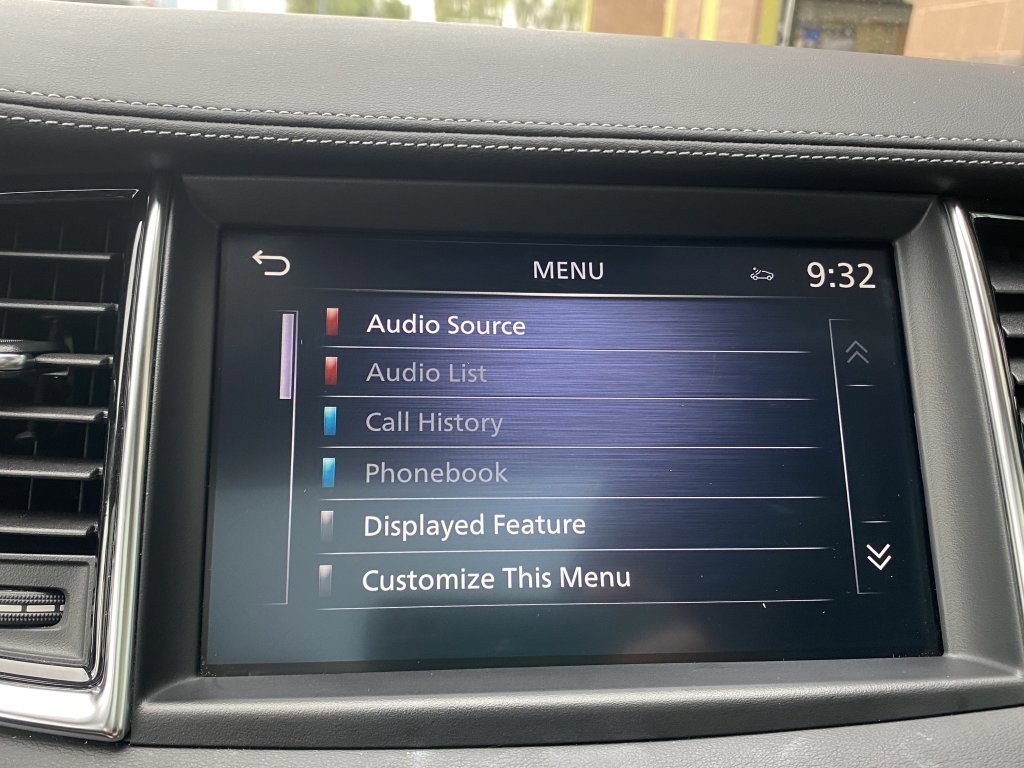 MENU
9:32
Audio Source
Audio List
Call History
Phonebook
Displayed Feature
Customize This Menu